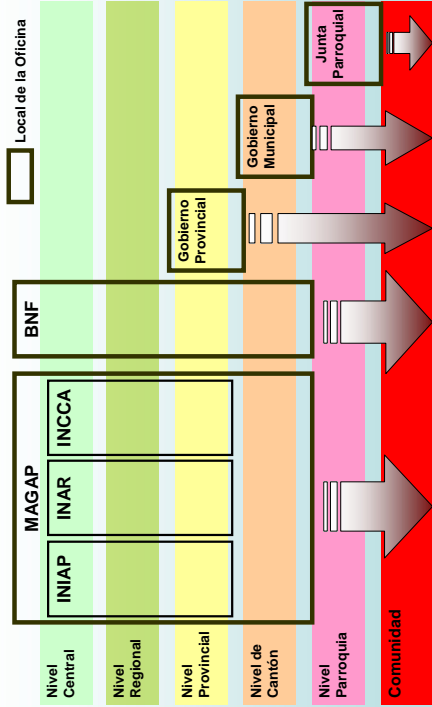 Local de la Oficina
MAGAP
BNF
INIAP
INAR
INCCA
Gobierno
Provincial
Gobierno
Municipal
Junta
Parroquial
Nivel
Central
Nivel
Regional
Nivel
Provincial
Nivel de
Cantón
Nivel
Parroquia
Comunidad